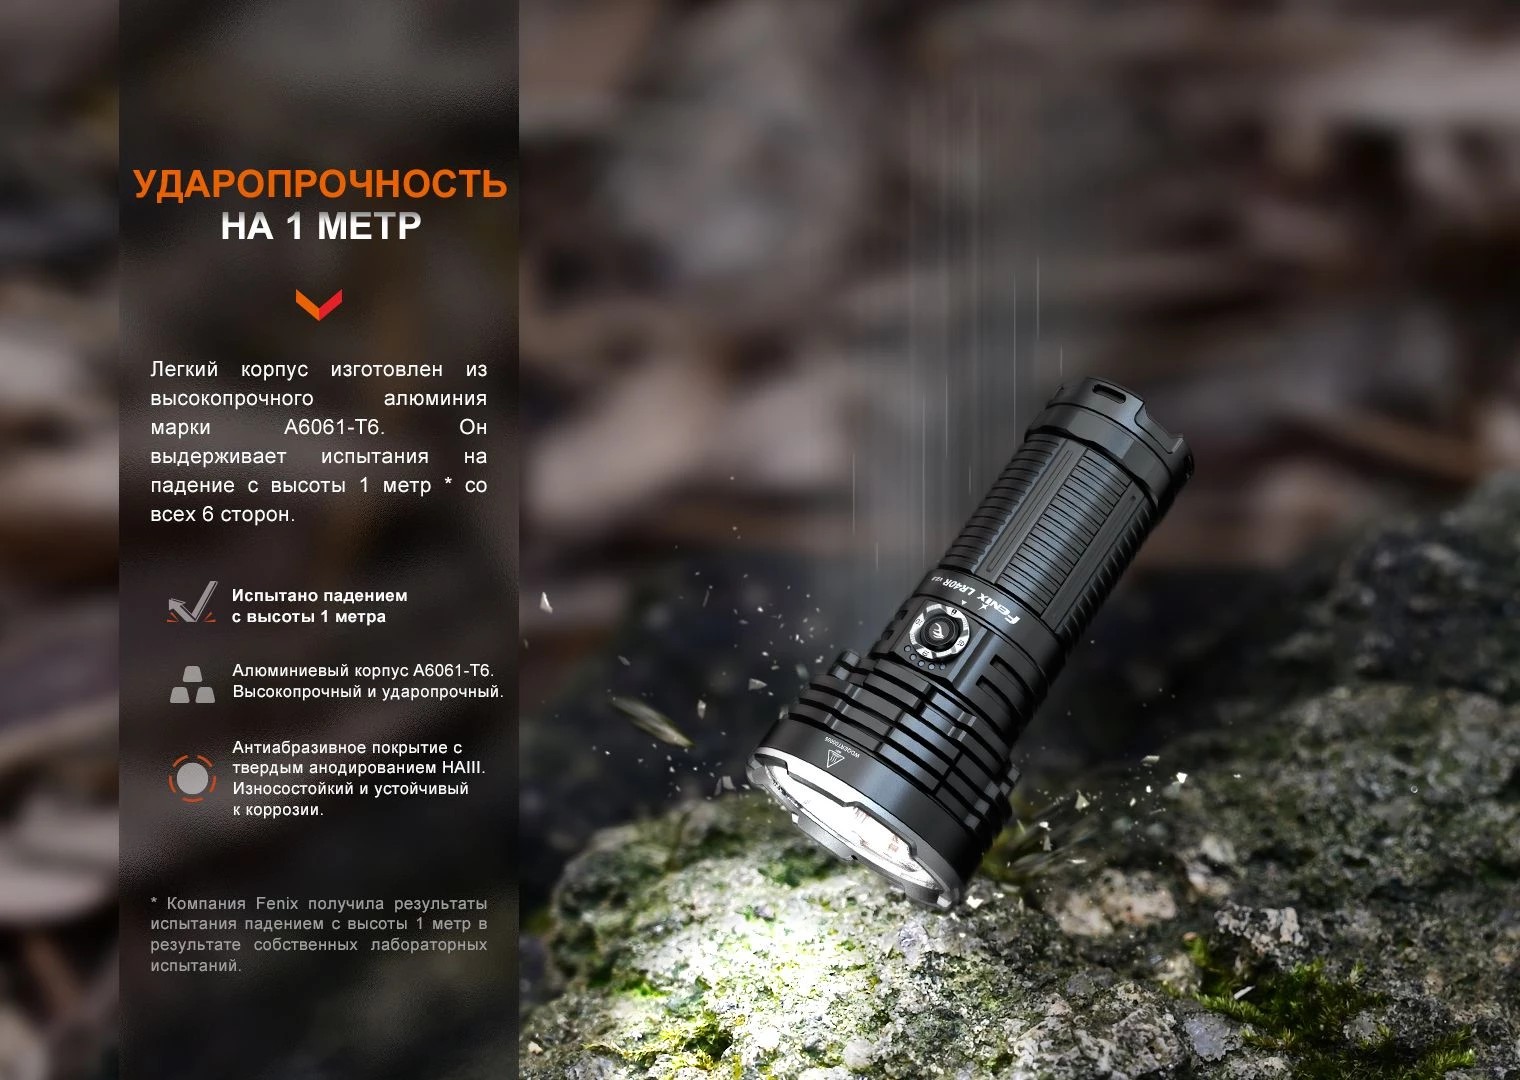 УДАРОПРОЧНОСТЬ
НА 1 МЕТР
Легкий корпус изготовлен из
высокопрочного алюминия
марки A6061-T6. Он
выдерживает испытания на
падение с высоты 1 метр * со
всех 6 сторон.
Испытано падением
с высоты 1 метра
Алюминиевый корпус A6061-T6.
Высокопрочный и ударопрочный.
Антиабразивное покрытие с
твердым анодированием HAIII.
Износостойкий и устойчивый
к коррозии.
* Компания Fenix получила результаты
испытания падением с высоты 1 метр в
результате собственных лабораторных
испытаний.
FENIX LR40R V2.0